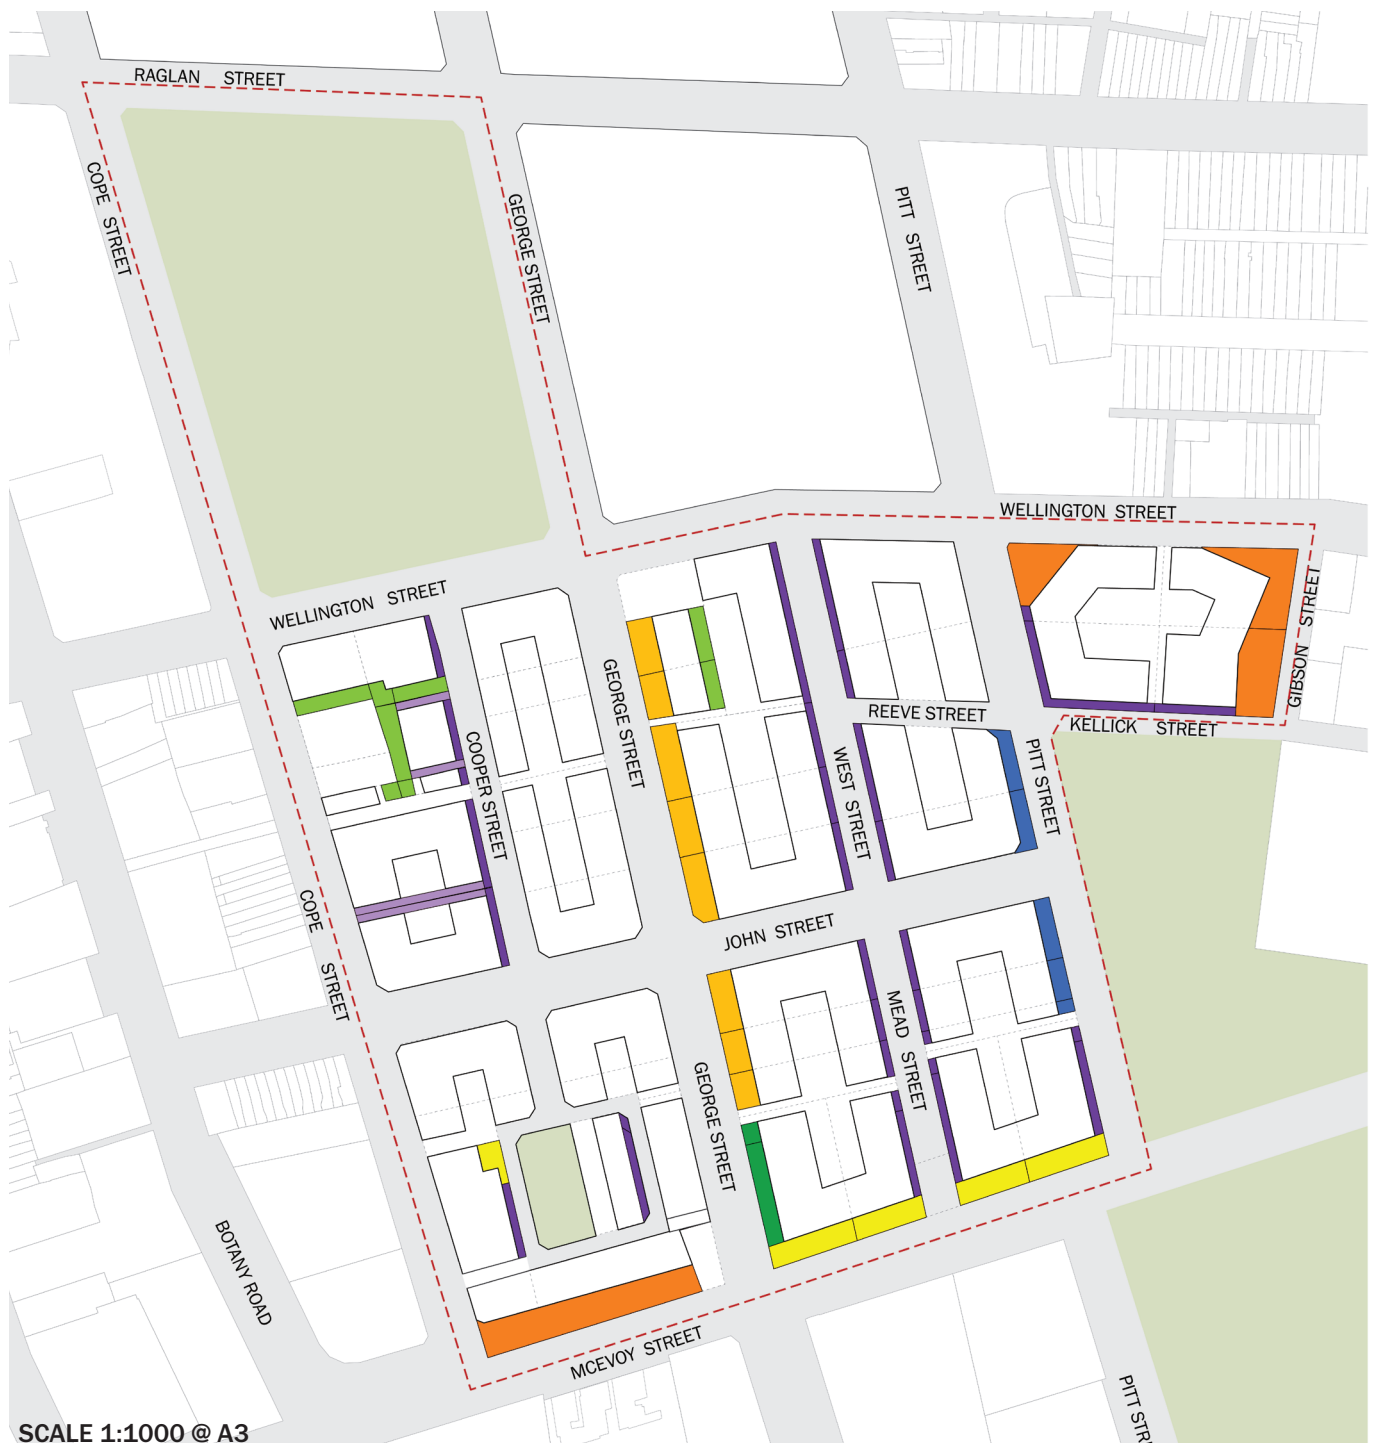 RAGLAN STREET
COPE STREET
GEORGE STREET
PITT STREET
WELLINGTON STREET
WELLINGTON STREET
GIBSON STREET
GEORGE STREET
REEVE STREET
KELLICK STREET
COOPER STREET
WEST STREET
PITT STREET
COPE STREET
JOHN STREET
MEAD STREET
GEORGE STREET
BOTANY ROAD
MCEVOY STREET
PITT STR
SCALE 1:1000 @ A3